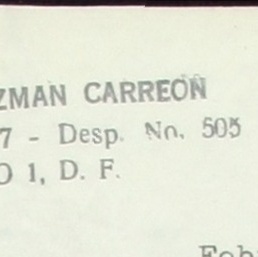 ZMAN CARREON
7 - Desp. No. 505
O 1, D. F.